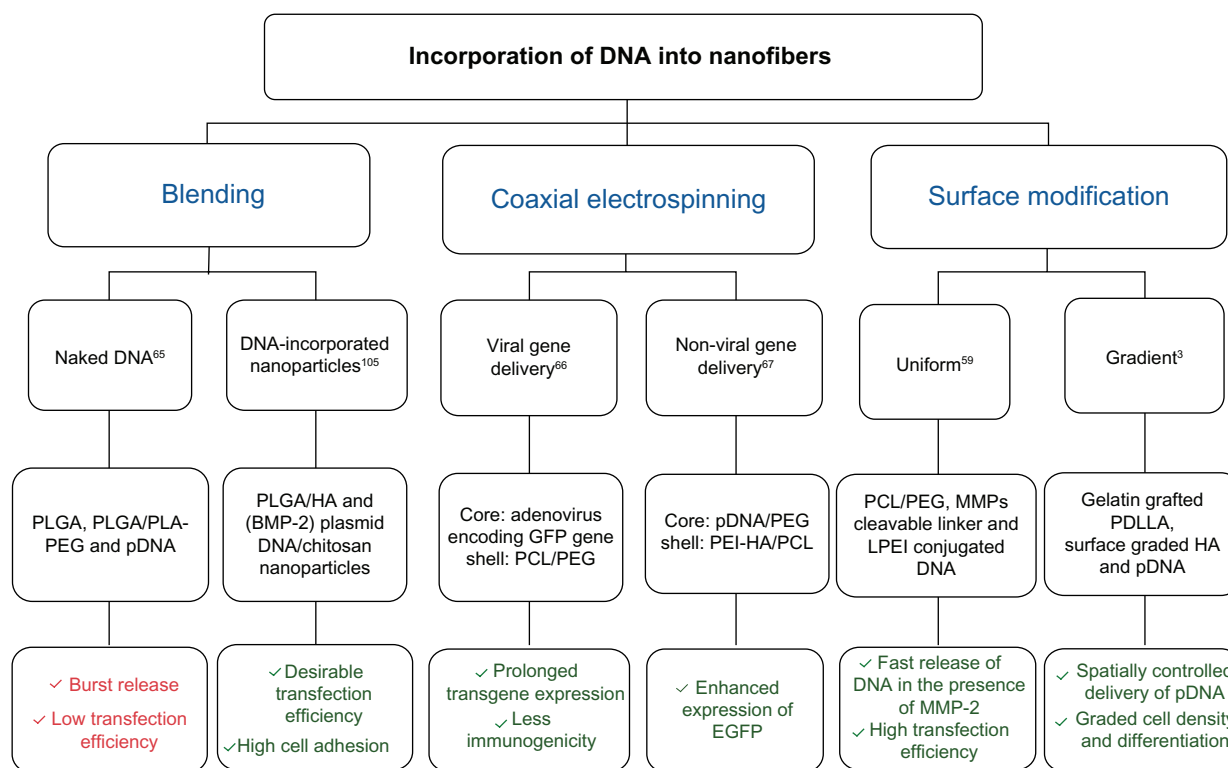 Incorporation of DNA into nanofibers
Blending
Coaxial electrospinning
Surface modification
Naked DNA⁶⁵
DNA-incorporated
nanoparticles¹⁰⁵
Viral gene
delivery⁶⁶
Non-viral gene
delivery⁶⁷
Uniform⁵⁹
Gradient³
PLGA, PLGA/PLA-
PEG and pDNA
PLGA/HA and
(BMP-2) plasmid
DNA/chitosan
nanoparticles
Core: adenovirus
encoding GFP gene
shell: PCL/PEG
Core: pDNA/PEG
shell: PEI-HA/PCL
PCL/PEG, MMPs
cleavable linker and
LPEI conjugated
DNA
Gelatin grafted
PDLLA,
surface graded HA
and pDNA
✓ Burst release
✓ Low transfection
efficiency
✓ Desirable
transfection
efficiency
✓ High cell adhesion
✓ Prolonged
transgene expression
✓ Less
immunogenicity
✓ Enhanced
expression of
EGFP
✓ Fast release of
DNA in the presence
of MMP-2
✓ High transfection
efficiency
✓ Spatially controlled
delivery of pDNA
✓ Graded cell density
and differentiation